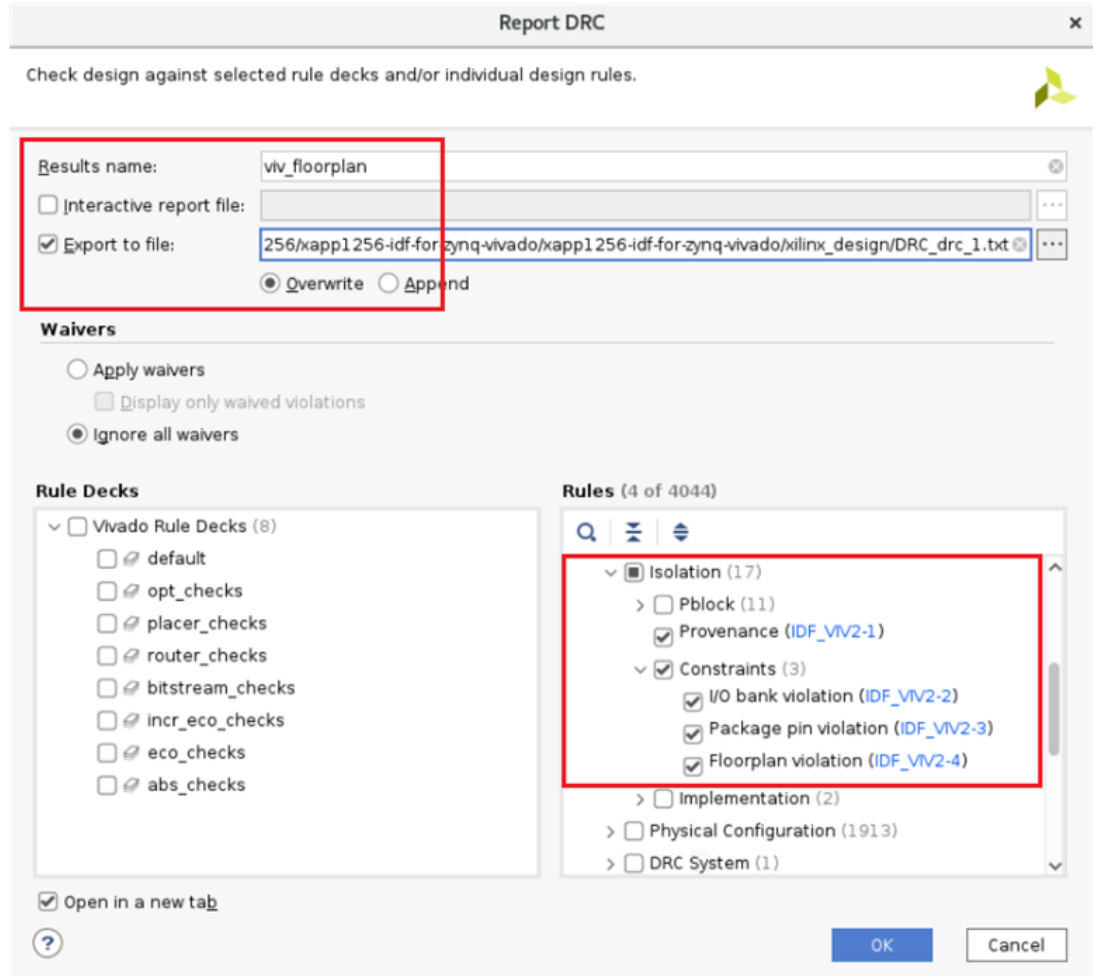 Report DRC
Check design against selected rule decks and/or individual design rules.
Results name: viv_floorplan
Interactive report file:
Export to file: 256/xapp1256-idf-for-zynq-vivado/xapp1256-idf-for-zynq-vivado/xilinx_design/DRC_drc_1.txt
Overwrite Append
Waivers
Apply waivers
Display only waived violations
Ignore all waivers
Rule Decks
Vivado Rule Decks (8)
default
opt_checks
placer_checks
router_checks
bitstream_checks
incr_eco_checks
eco_checks
abs_checks
Rules (4 of 4044)
Isolation (17)
Pblock (11)
Provenance (IDF_VIV2-1)
Constraints (3)
I/O bank violation (IDF_VIV2-2)
Package pin violation (IDF_VIV2-3)
Floorplan violation (IDF_VIV2-4)
Implementation (2)
Physical Configuration (1913)
DRC System (1)
Open in a new tab
?
OK Cancel